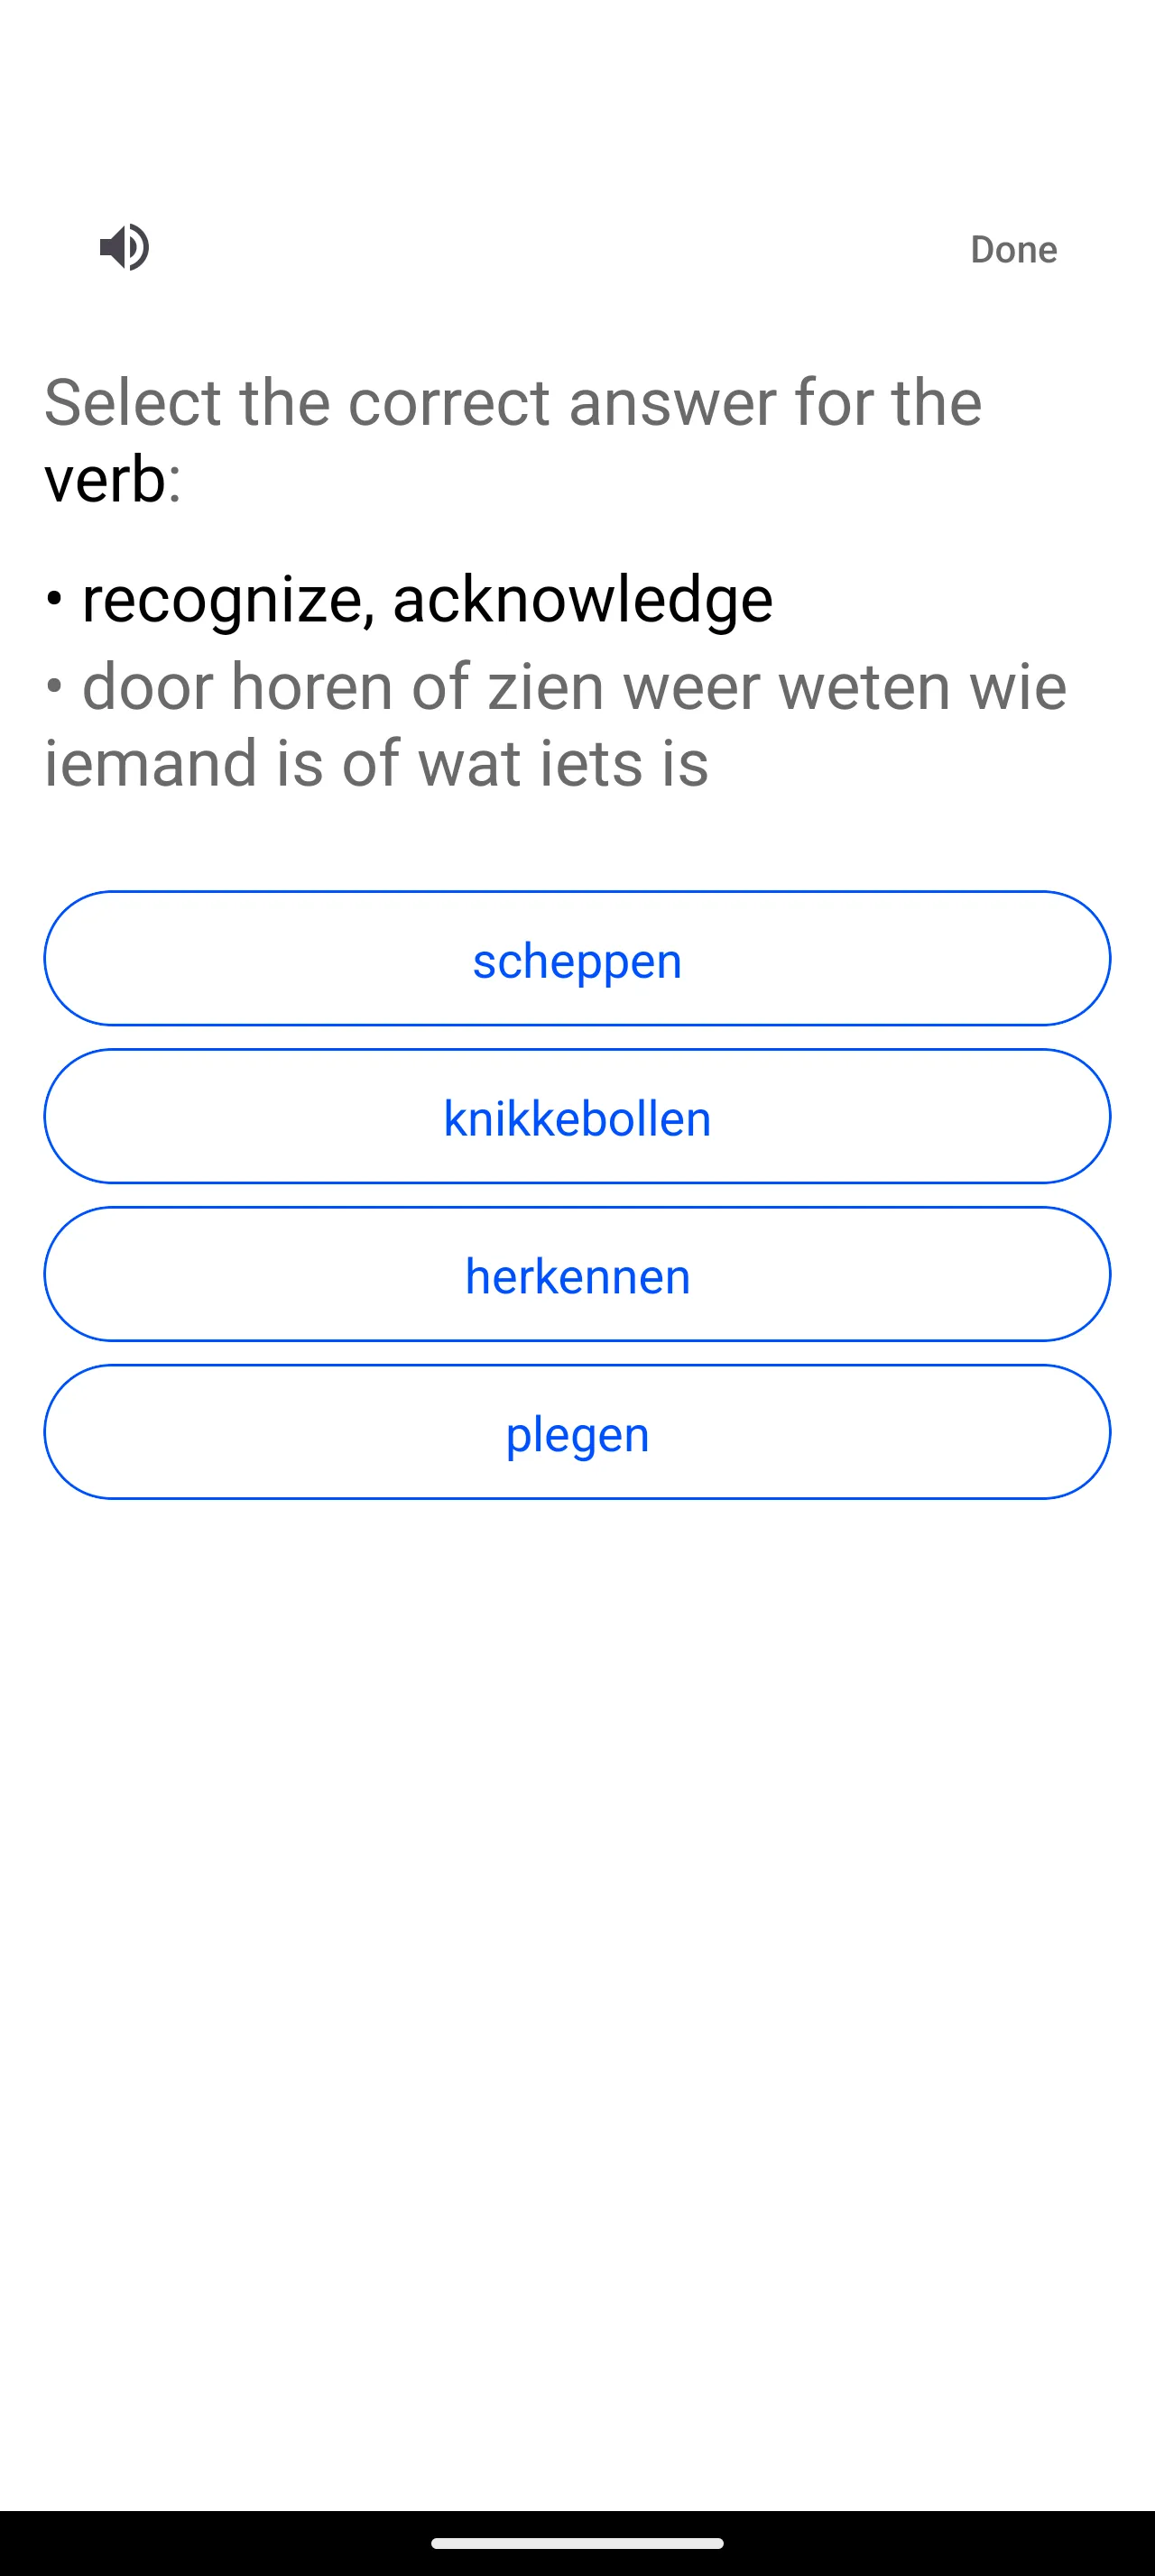 Done
Select the correct answer for the
verb:
• recognize, acknowledge
• door horen of zien weer weten wie
iemand is of wat iets is
scheppen
knikkebollen
herkennen
plegen